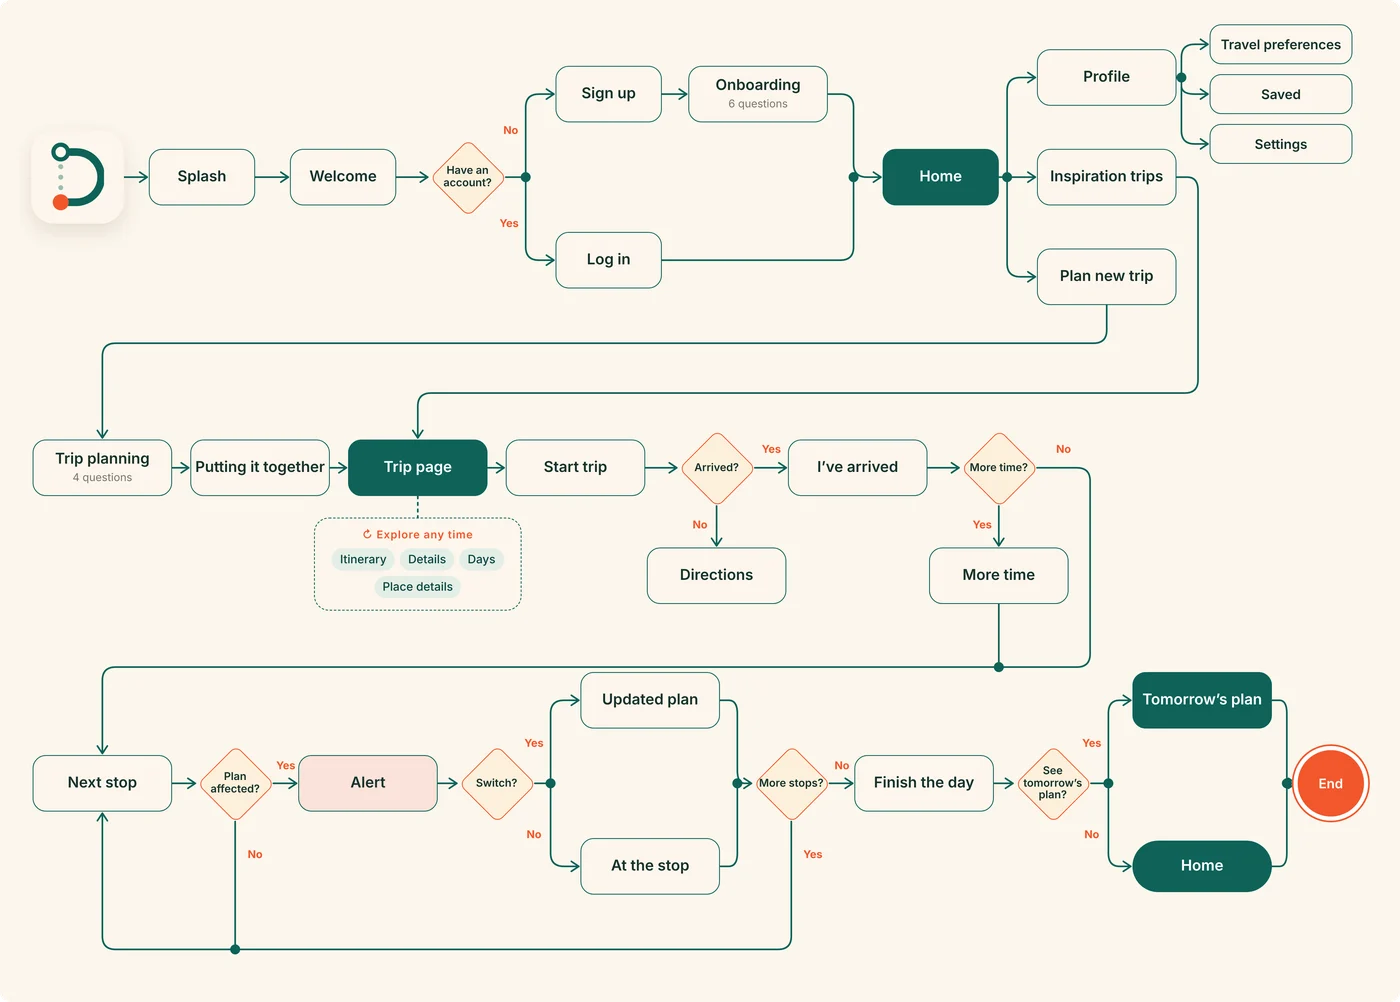 Travel preferences
Profile
Sign up
Onboarding
6 questions
Saved
No
Settings
Splash
Welcome
Have an
account?
Home
Inspiration trips
Yes
Log in
Plan new trip
Trip planning
4 questions
Putting it together
Trip page
Start trip
Arrived?
Yes
I've arrived
More time?
No
No
Yes
↻ Explore any time
Itinerary
Details
Days
Place details
Directions
More time
Updated plan
Tomorrow's plan
Yes
Yes
Next stop
Plan
affected?
Yes
Alert
Switch?
More stops?
No
Finish the day
See
tomorrow's
plan?
End
No
No
No
Yes
At the stop
Home